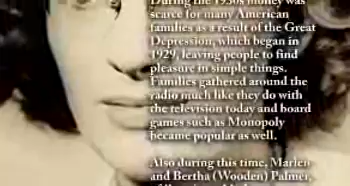 During the 1930s money was
scarce for many American
families as a result of the Great
Depression, which began in
1929, leaving people to find
pleasure in simple things.
Families gathered around the
radio much like they do with
the television today and board
games such as Monopoly
became popular as well.
Also during this time, Marlen
and Bertha (Wooden) Palmer,